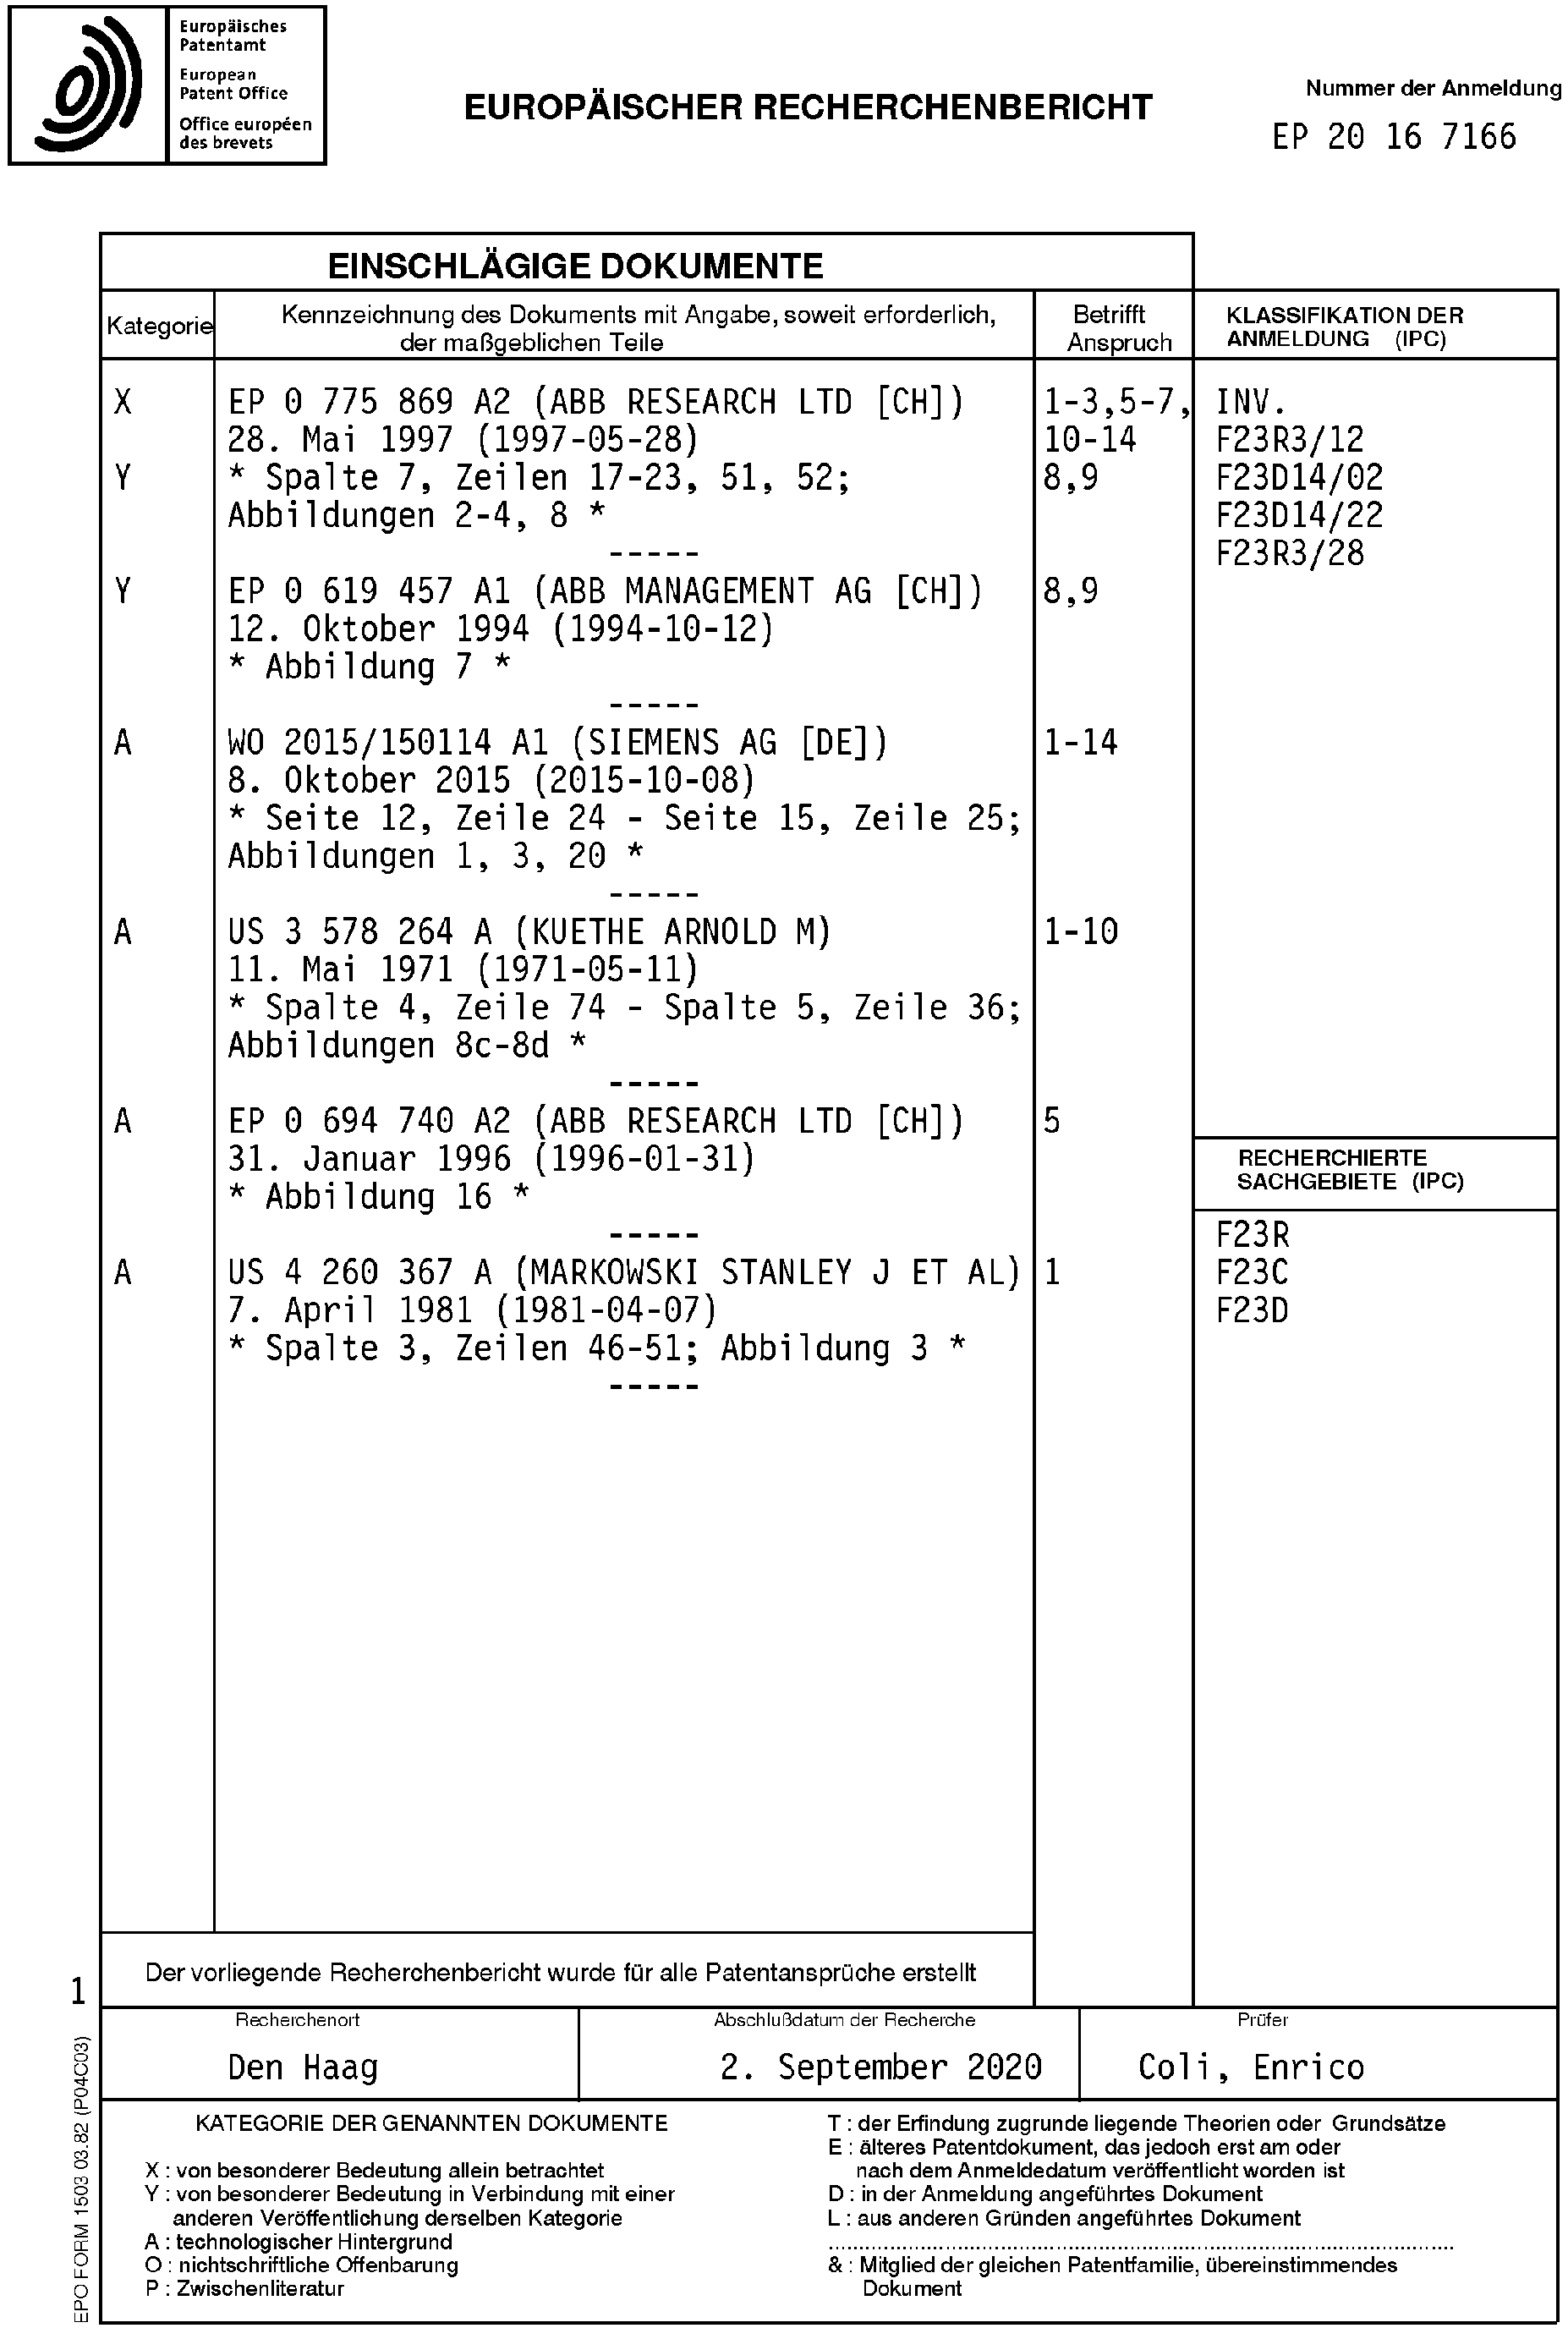 Europäisches
Patentamt
European
Patent Office
Office européen
des brevets
EUROPÄISCHER RECHERCHENBERICHT
Nummer der Anmeldung
EP 20 16 7166
EINSCHLÄGIGE DOKUMENTE
Kategorie
Kennzeichnung des Dokuments mit Angabe, soweit erforderlich,
der maßgeblichen Teile
Betrifft
Anspruch
KLASSIFIKATION DER
ANMELDUNG (IPC)
X EP 0 775 869 A2 (ABB RESEARCH LTD [CH]) 1-3,5-7,
28. Mai 1997 (1997-05-28) 10-14
Y * Spalte 7, Zeilen 17-23, 51, 52; 8,9
Abbildungen 2-4, 8 *
-----
Y EP 0 619 457 A1 (ABB MANAGEMENT AG [CH]) 8,9
12. Oktober 1994 (1994-10-12)
* Abbildung 7 *
-----
A WO 2015/150114 A1 (SIEMENS AG [DE]) 1-14
8. Oktober 2015 (2015-10-08)
* Seite 12, Zeile 24 - Seite 15, Zeile 25;
Abbildungen 1, 3, 20 *
-----
A US 3 578 264 A (KUETHE ARNOLD M) 1-10
11. Mai 1971 (1971-05-11)
* Spalte 4, Zeile 74 - Spalte 5, Zeile 36;
Abbildungen 8c-8d *
-----
A EP 0 694 740 A2 (ABB RESEARCH LTD [CH]) 5
31. Januar 1996 (1996-01-31)
* Abbildung 16 *
-----
A US 4 260 367 A (MARKOWSKI STANLEY J ET AL) 1
7. April 1981 (1981-04-07)
* Spalte 3, Zeilen 46-51; Abbildung 3 *
-----
INV.
F23R3/12
F23D14/02
F23D14/22
F23R3/28
RECHERCHIERTE
SACHGEBIETE (IPC)
F23R
F23C
F23D
Der vorliegende Recherchenbericht wurde für alle Patentansprüche erstellt
1
Recherchenort
Den Haag
Abschlußdatum der Recherche
2. September 2020
Prüfer
Coli, Enrico
KATEGORIE DER GENANNTEN DOKUMENTE
X : von besonderer Bedeutung allein betrachtet
Y : von besonderer Bedeutung in Verbindung mit einer
anderen Veröffentlichung derselben Kategorie
A : technologischer Hintergrund
O : nichtschriftliche Offenbarung
P : Zwischenliteratur
T : der Erfindung zugrunde liegende Theorien oder Grundsätze
E : älteres Patentdokument, das jedoch erst am oder
nach dem Anmeldedatum veröffentlicht worden ist
D : in der Anmeldung angeführtes Dokument
L : aus anderen Gründen angeführtes Dokument
& : Mitglied der gleichen Patentfamilie, übereinstimmendes
Dokument
EPO FORM 1503 03.82 (P04C03)